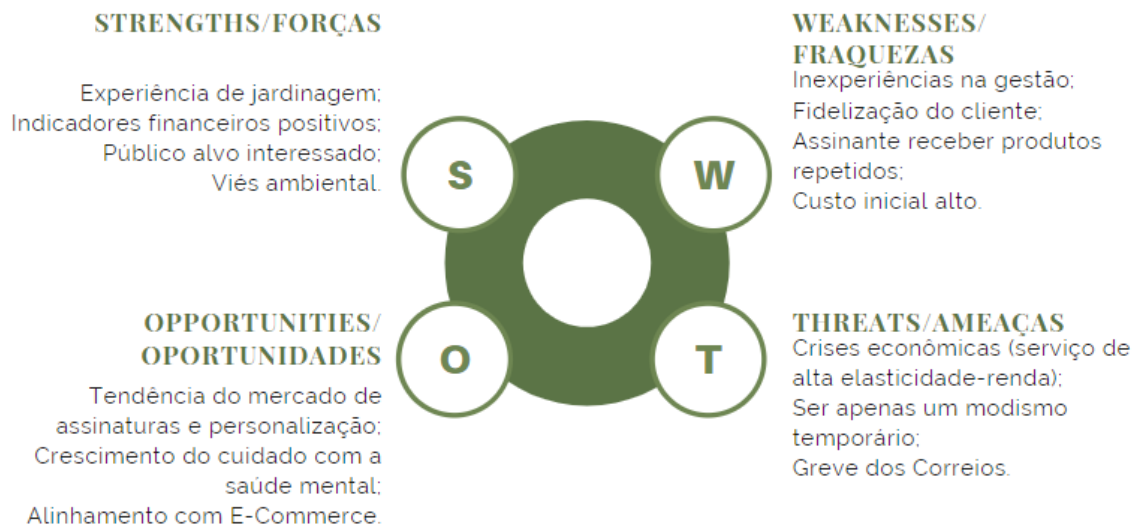 STRENGTHS/FORÇAS
Experiência de jardinagem;
Indicadores financeiros positivos;
Público alvo interessado;
Viés ambiental.
S
W
WEAKNESSES/
FRAQUEZAS
Inexperiências na gestão;
Fidelização do cliente;
Assinante receber produtos
repetidos;
Custo inicial alto.
OPPORTUNITIES/
OPORTUNIDADES
Tendência do mercado de
assinaturas e personalização;
Crescimento do cuidado com a
saúde mental;
Alinhamento com E-Commerce.
O
T
THREATS/AMEAÇAS
Crises econômicas (serviço de
alta elasticidade-renda);
Ser apenas um modismo
temporário;
Greve dos Correios.